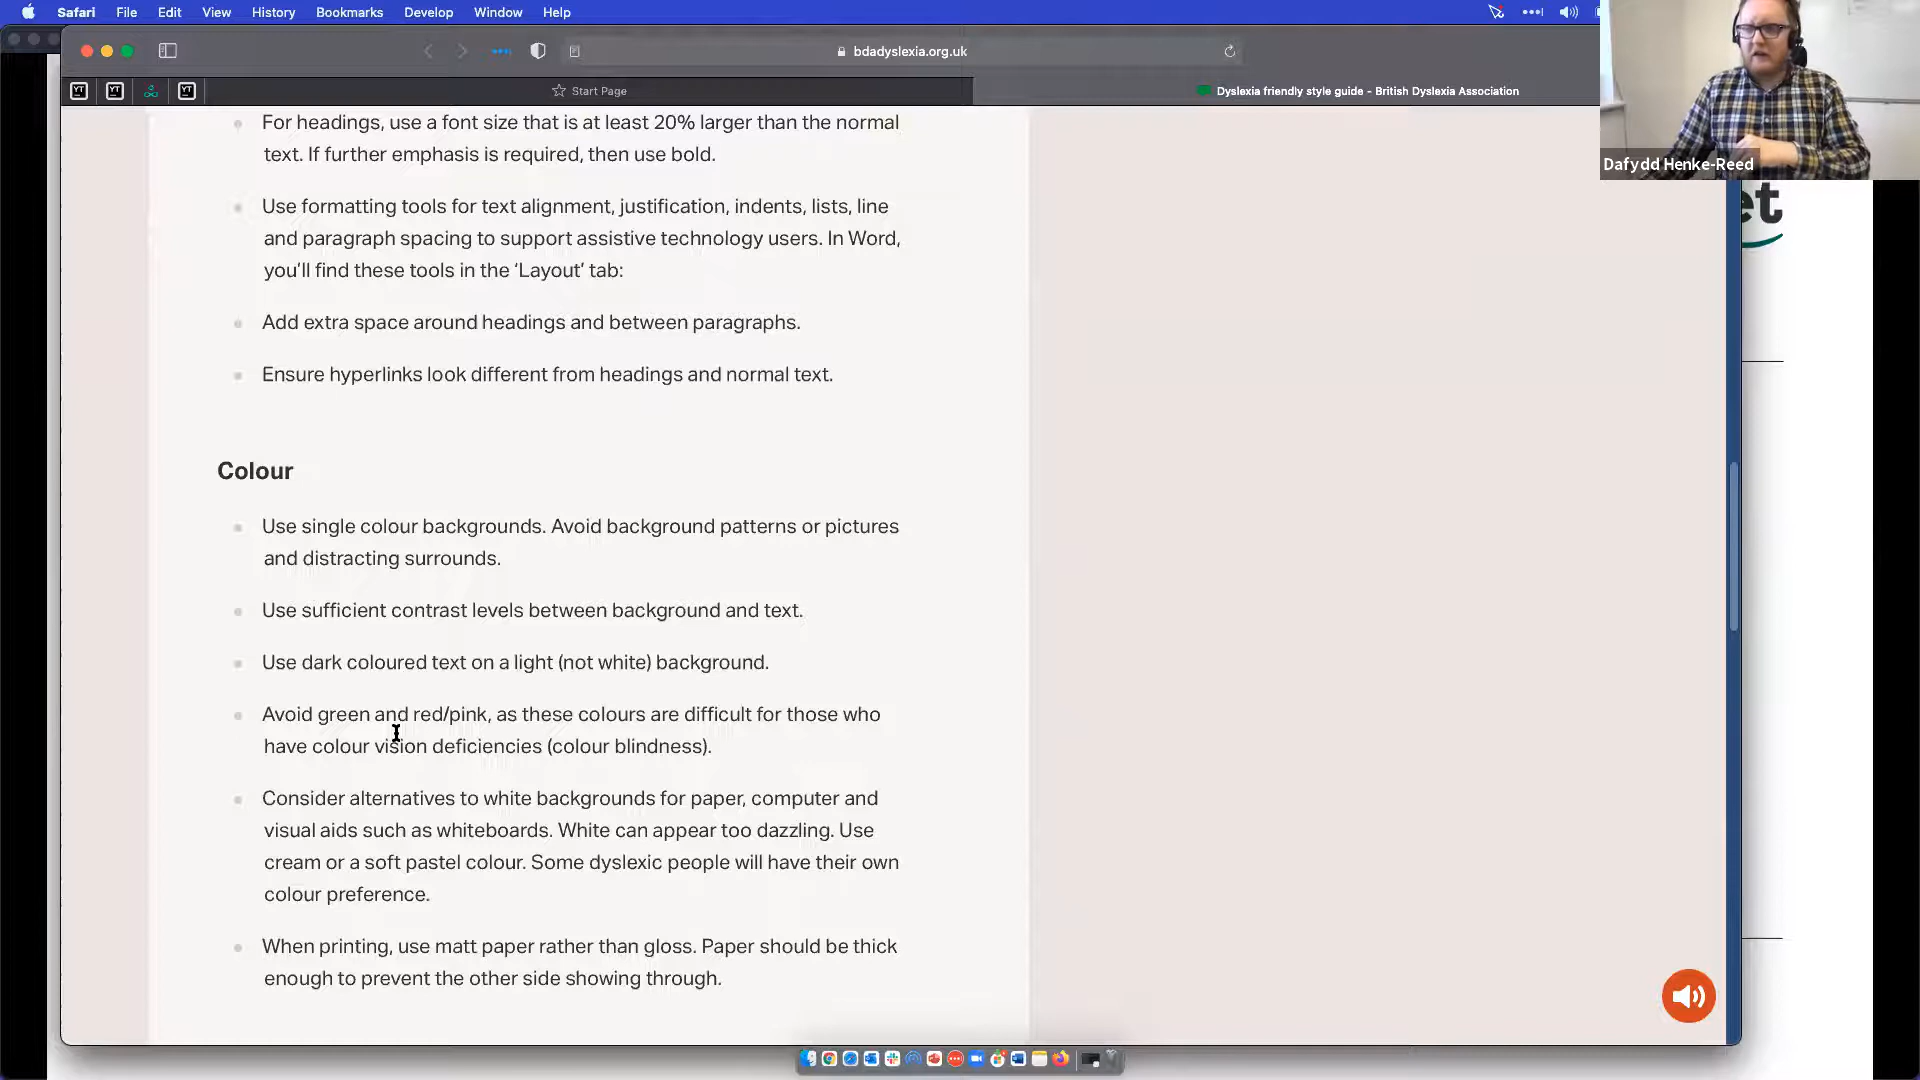 Safari File Edit View History Bookmarks Develop Window Help
bdadyslexia.org.uk
Start Page
Dyslexia friendly style guide - British Dyslexia Association
Dafydd Henke-Reed
et
For headings, use a font size that is at least 20% larger than the normal
text. If further emphasis is required, then use bold.
Use formatting tools for text alignment, justification, indents, lists, line
and paragraph spacing to support assistive technology users. In Word,
you’ll find these tools in the ‘Layout’ tab:
Add extra space around headings and between paragraphs.
Ensure hyperlinks look different from headings and normal text.
Colour
Use single colour backgrounds. Avoid background patterns or pictures
and distracting surrounds.
Use sufficient contrast levels between background and text.
Use dark coloured text on a light (not white) background.
Avoid green and red/pink, as these colours are difficult for those who
have colour vision deficiencies (colour blindness).
Consider alternatives to white backgrounds for paper, computer and
visual aids such as whiteboards. White can appear too dazzling. Use
cream or a soft pastel colour. Some dyslexic people will have their own
colour preference.
When printing, use matt paper rather than gloss. Paper should be thick
enough to prevent the other side showing through.